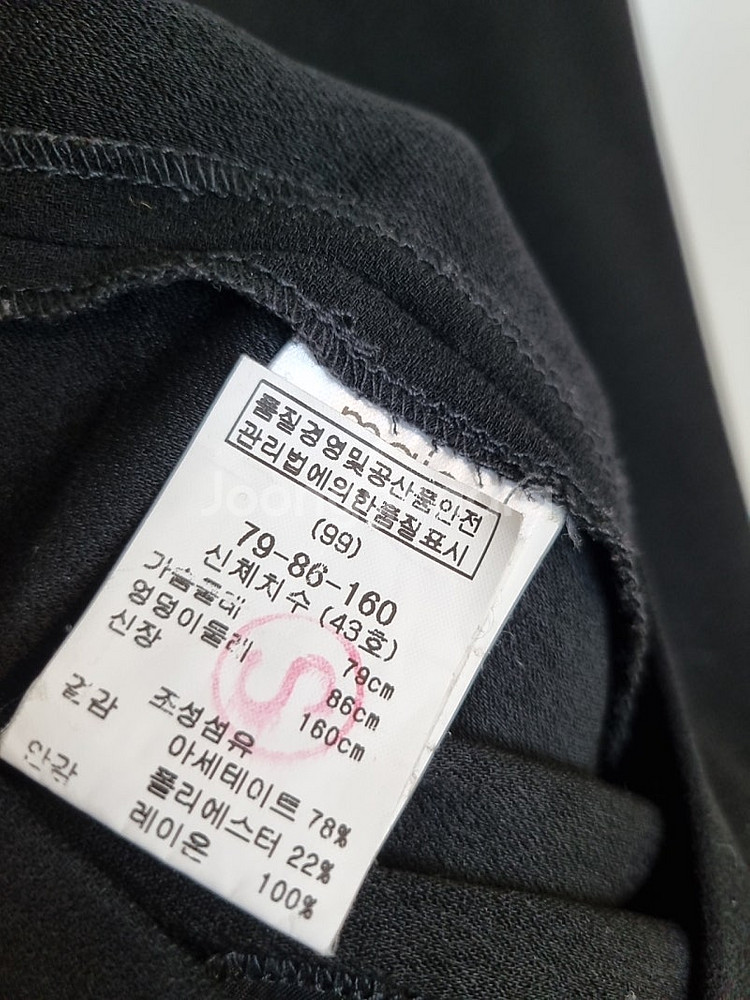 품질경영및공산품안전
관리법에의한품질표시
(99)
79-86-160
신체치수 (43호)
가슴둘레 79cm
엉덩이둘레 86cm
신장 160cm
조성섬유
겉감 아세테이트 78%
폴리에스터 22%
안감 레이온 100%
S